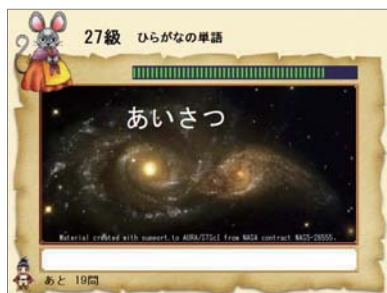 27級 ひらがなの単語
あいさつ
Material created with support to AURA/STScI from NASA contract NAS5-26555.
あと 19問